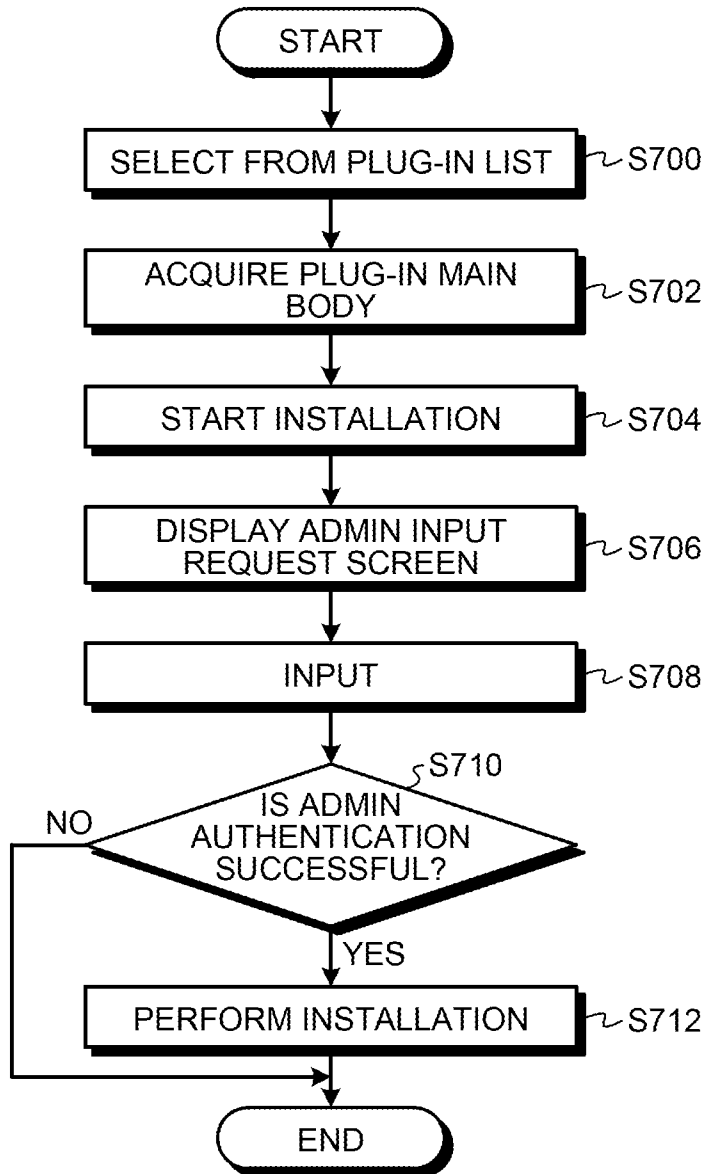 START
SELECT FROM PLUG-IN LIST
S700
ACQUIRE PLUG-IN MAIN
BODY
S702
START INSTALLATION
S704
DISPLAY ADMIN INPUT
REQUEST SCREEN
S706
INPUT
S708
S710
IS ADMIN
AUTHENTICATION
SUCCESSFUL?
NO
YES
PERFORM INSTALLATION
S712
END